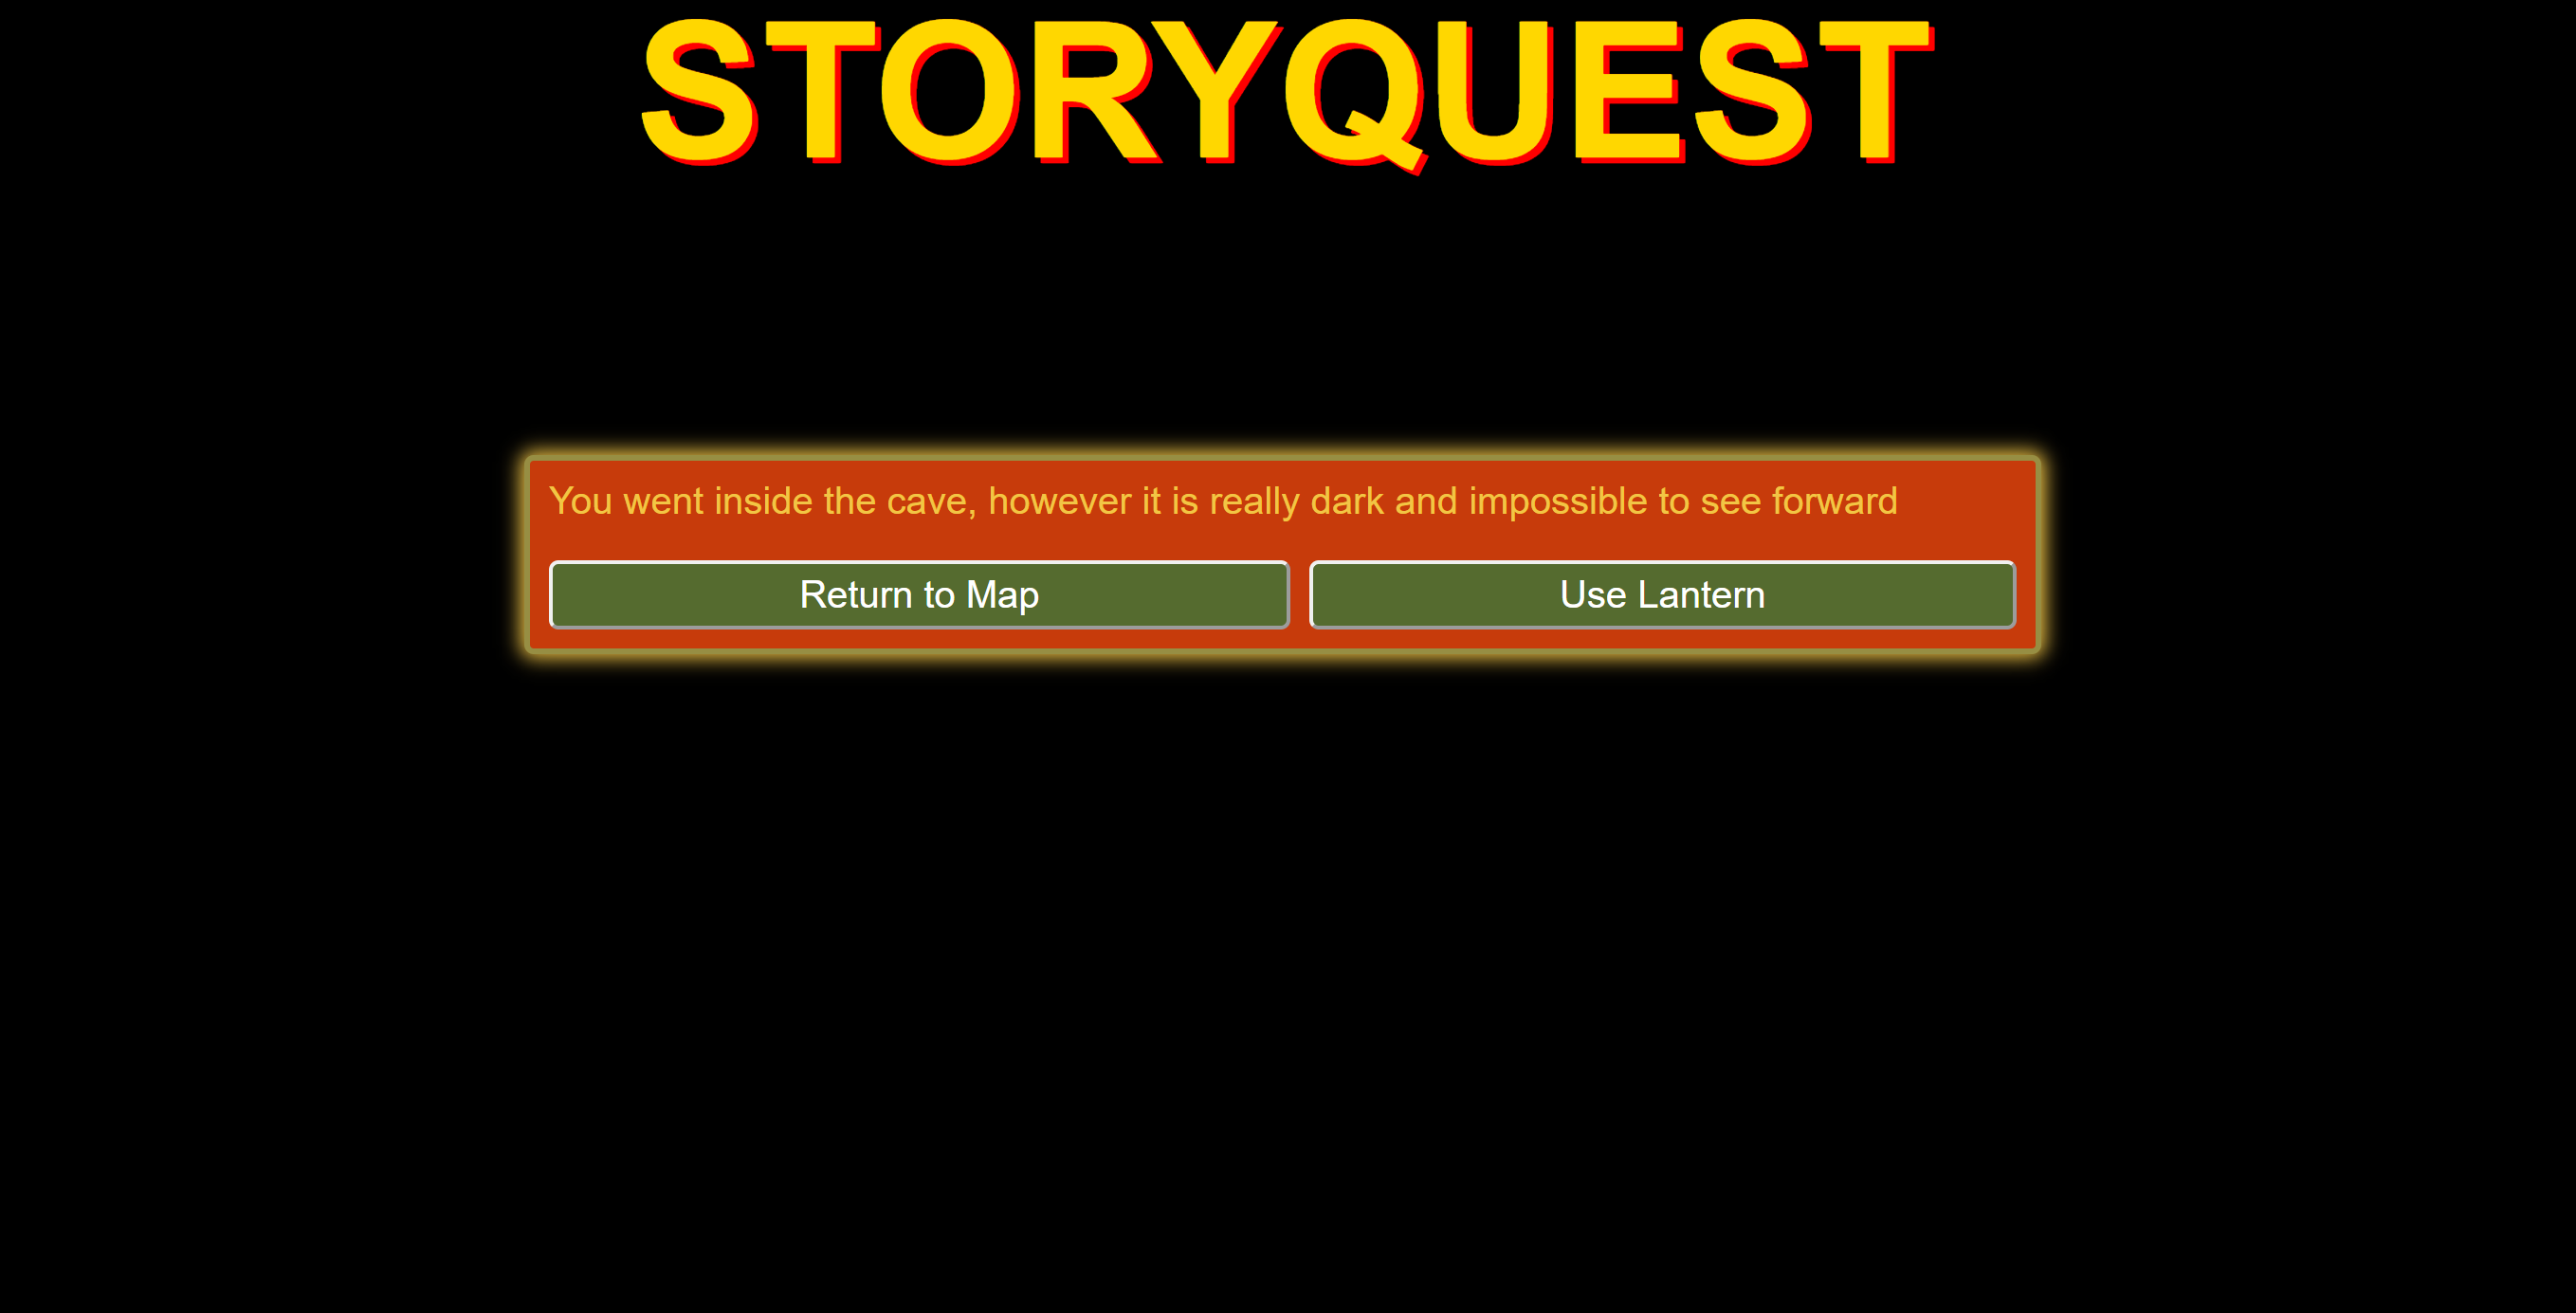 STORYQUEST
You went inside the cave, however it is really dark and impossible to see forward
Return to Map
Use Lantern